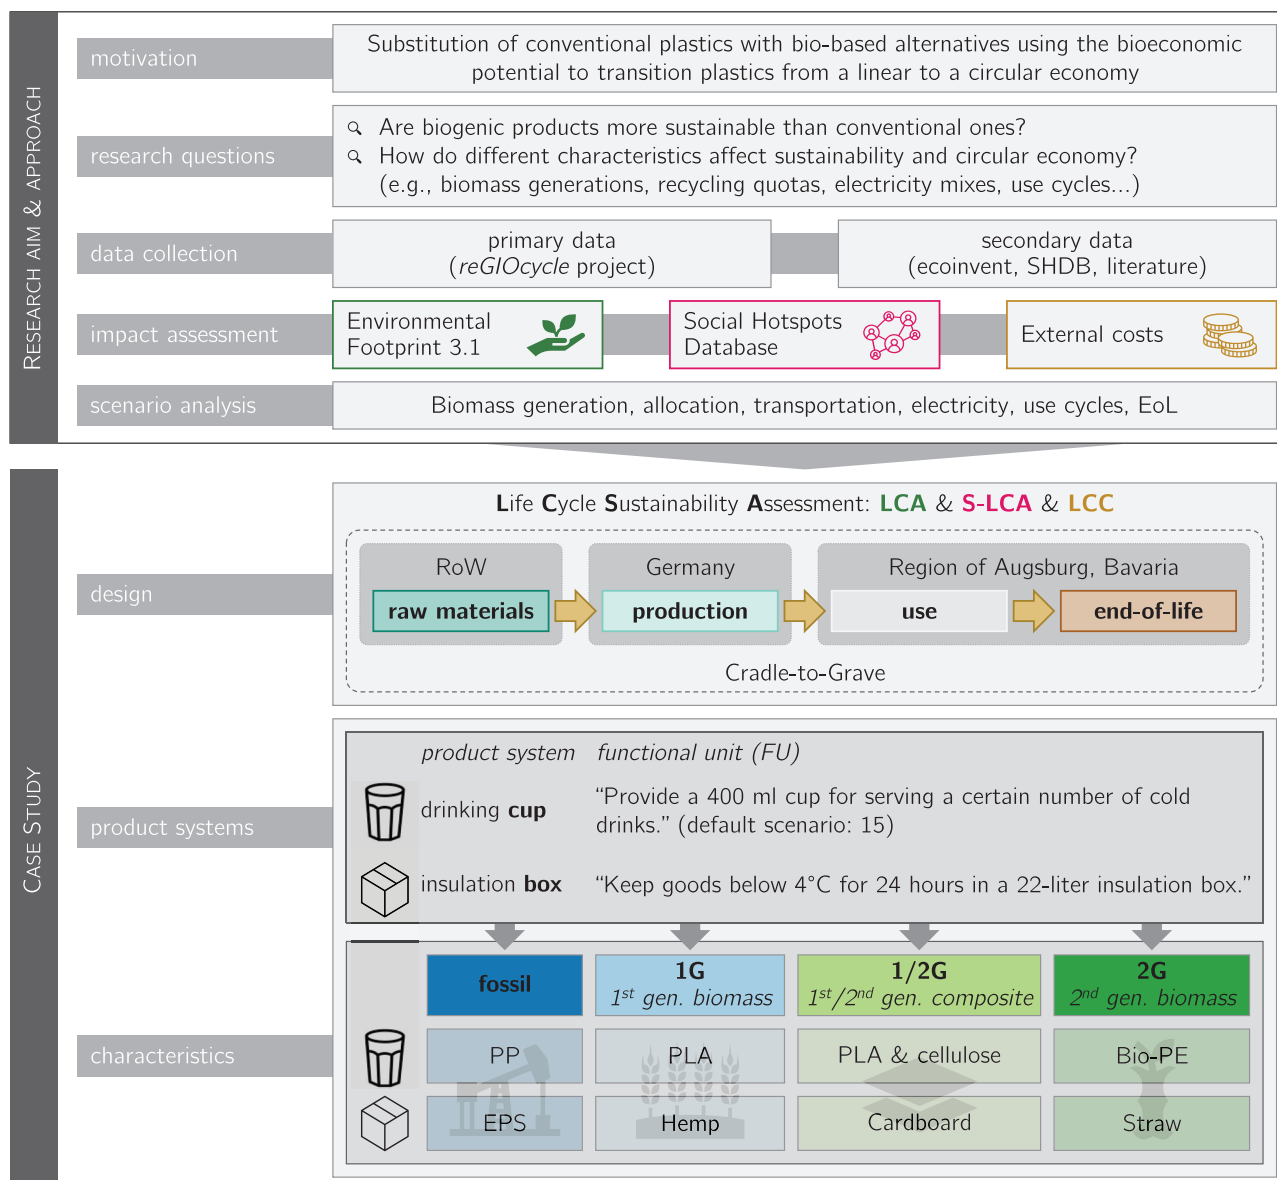 RESEARCH AIM & APPROACH
motivation
Substitution of conventional plastics with bio-based alternatives using the bioeconomic
potential to transition plastics from a linear to a circular economy
research questions
Are biogenic products more sustainable than conventional ones?
How do different characteristics affect sustainability and circular economy?
(e.g., biomass generations, recycling quotas, electricity mixes, use cycles...)
data collection
primary data
(reGIOcycle project)
secondary data
(ecoinvent, SHDB, literature)
impact assessment
Environmental
Footprint 3.1
Social Hotspots
Database
External costs
scenario analysis
Biomass generation, allocation, transportation, electricity, use cycles, EoL
CASE STUDY
design
Life Cycle Sustainability Assessment: LCA & S-LCA & LCC
RoW
raw materials
Germany
production
Region of Augsburg, Bavaria
use
end-of-life
Cradle-to-Grave
product systems
product system
functional unit (FU)
drinking cup
“Provide a 400 ml cup for serving a certain number of cold
drinks.” (default scenario: 15)
insulation box
“Keep goods below 4°C for 24 hours in a 22-liter insulation box.”
characteristics
fossil
1G
1st gen. biomass
1/2G
1st/2nd gen. composite
2G
2nd gen. biomass
PP
PLA
PLA & cellulose
Bio-PE
EPS
Hemp
Cardboard
Straw